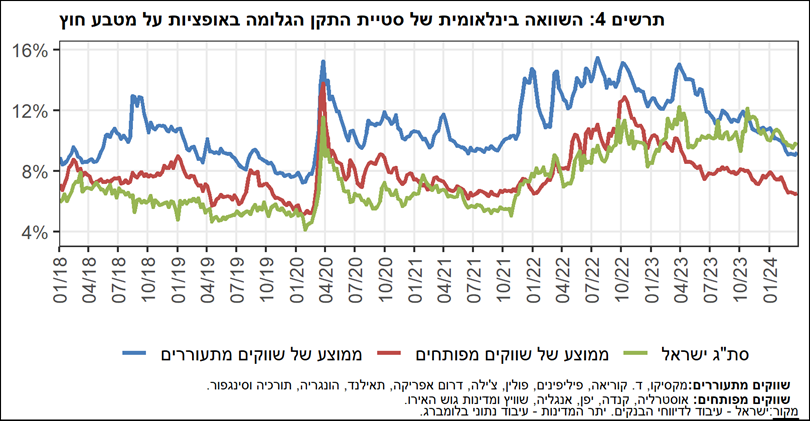 תרשים 4: השוואה בינלאומית של סטיית התקן הגלומה באופציות על מטבע חוץ
16%
12%
8%
4%
01/18 04/18 07/18 10/18 01/19 04/19 07/19 10/19 01/20 04/20 07/20 10/20 01/21 04/21 07/21 10/21 01/22 04/22 07/22 10/22 01/23 04/23 07/23 10/23 01/24
סת"ג ישראל ממוצע של שווקים מפותחים ממוצע של שווקים מתעוררים
שווקים מתעוררים:מקסיקו, ד. קוריאה, פיליפינים, פולין, צ'ילה, דרום אפריקה, תאילנד, הונגריה, תורכיה וסינגפור.
שווקים מפותחים: אוסטרליה, קנדה, יפן, אנגליה, שוויץ ומדינות גוש האירו.
מקור:ישראל - עיבוד לדיווחי הבנקים. יתר המדינות - עיבוד נתוני בלומברג.